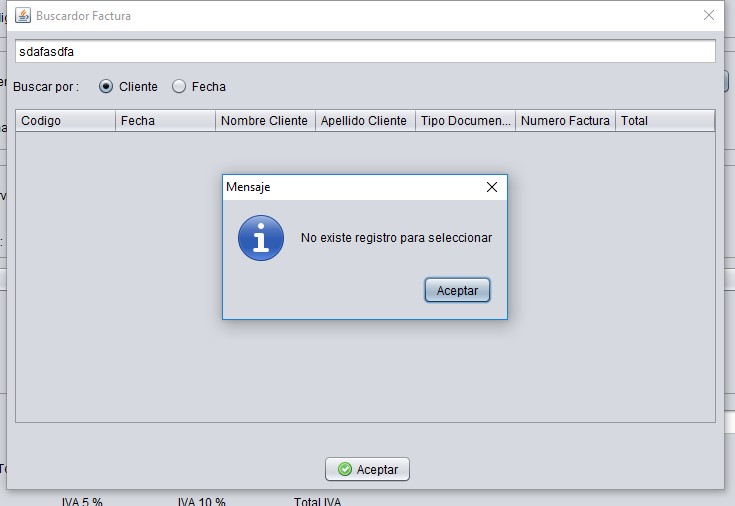 Buscardor Factura
sdafasdfa
Buscar por : Cliente Fecha
Codigo Fecha Nombre Cliente Apellido Cliente Tipo Documen... Numero Factura Total
Mensaje
No existe registro para seleccionar
Aceptar
Aceptar
IVA 5 % IVA 10 % Total IVA